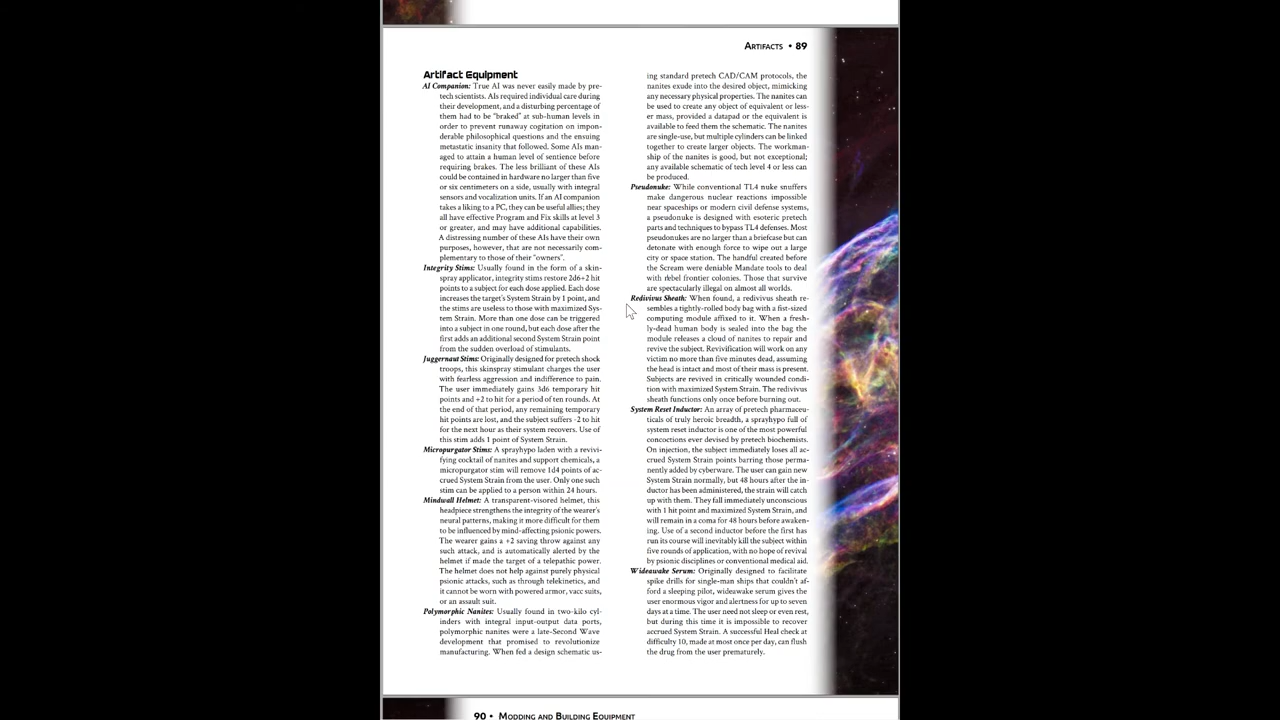 Artifacts • 89
Artifact Equipment
AI Companion: True AI was never easily made by pre-
tech scientists. AIs required individual care during
their development, and a disturbing percentage of
them had to be "braked" at sub-human levels in
order to prevent runaway cogitation on impon-
derable philosophical questions and the ensuing
metastatic insanity that followed. Some AIs man-
aged to attain a human level of sentience before
requiring brakes. The less brilliant of these AIs
could be contained in hardware no larger than five
or six centimeters on a side, usually with integral
sensors and vocalization units. If an AI companion
takes a liking to a PC, they can be useful allies; they
all have effective Program and Fix skills at level 3
or greater, and may have additional capabilities.
A distressing number of these AIs have their own
purposes, however, that are not necessarily com-
plementary to those of their "owners".
Integrity Stims: Usually found in the form of a skin-
spray applicator, integrity stims restore 2d6+2 hit
points to a subject for each dose applied. Each dose
increases the target's System Strain by 1 point, and
the stims are useless to those with maximized Sys-
tem Strain. More than one dose can be triggered
into a subject in one round, but each dose after the
first adds an additional second System Strain point
from the sudden overload of stimulants.
Juggernaut Stims: Originally designed for pretech shock
troops, this skinspray stimulant charges the user
with fearless aggression and indifference to pain.
The user immediately gains 3d6 temporary hit
points and +2 to hit for a period of ten rounds. At
the end of that period, any remaining temporary
hit points are lost, and the subject suffers -2 to hit
for the next hour as their system recovers. Use of
this stim adds 1 point of System Strain.
Micropurgator Stims: A sprayhypo laden with a revivi-
fying cocktail of nanites and support chemicals, a
micropurgator stim will remove 1d4 points of ac-
crued System Strain from the user. Only one such
stim can be applied to a person within 24 hours.
Mindwall Helmet: A transparent-visored helmet, this
headpiece strengthens the integrity of the wearer's
neural patterns, making it more difficult for them
to be influenced by mind-affecting psionic powers.
The wearer gains a +2 saving throw against any
such attack, and is automatically alerted by the
helmet if made the target of a telepathic power.
The helmet does not help against purely physical
psionic attacks, such as through telekinetics, and
it cannot be worn with powered armor, vacc suits,
or an assault suit.
Polymorphic Nanites: Usually found in two-kilo cyl-
inders with integral input-output data ports,
polymorphic nanites were a late-Second Wave
development that promised to revolutionize
manufacturing. When fed a design schematic us-
ing standard pretech CAD/CAM protocols, the
nanites exude into the desired object, mimicking
any necessary physical properties. The nanites can
be used to create any object of equivalent or less-
er mass, provided a datapad or the equivalent is
available to feed them the schematic. The nanites
are single-use, but multiple cylinders can be linked
together to create larger objects. The workman-
ship of the nanites is good, but not exceptional;
any available schematic of tech level 4 or less can
be produced.
Pseudonuke: While conventional TL4 nuke snuffers
make dangerous nuclear reactions impossible
near spaceships or modern civil defense systems,
a pseudonuke is designed with esoteric pretech
parts and techniques to bypass TL4 defenses. Most
pseudonukes are no larger than a briefcase but can
detonate with enough force to wipe out a large
city or space station. The handful created before
the Scream were deniable Mandate tools to deal
with rebel frontier colonies. Those that survive
are spectacularly illegal on almost all worlds.
Redivivus Sheath: When found, a redivivus sheath re-
sembles a tightly-rolled body bag with a fist-sized
computing module affixed to it. When a fresh-
ly-dead human body is sealed into the bag the
module releases a cloud of nanites to repair and
revive the subject. Revivification will work on any
victim no more than five minutes dead, assuming
the head is intact and most of their mass is present.
Subjects are revived in critically wounded condi-
tion with maximized System Strain. The redivivus
sheath functions only once before burning out.
System Reset Inductor: An array of pretech pharmaceu-
ticals of truly heroic breadth, a sprayhypo full of
system reset inductor is one of the most powerful
concoctions ever devised by pretech biochemists.
On injection, the subject immediately loses all ac-
crued System Strain points barring those perma-
nently added by cyberware. The user can gain new
System Strain normally, but 48 hours after the in-
ductor has been administered, the strain will catch
up with them. They fall immediately unconscious
with 1 hit point and maximized System Strain, and
will remain in a coma for 48 hours before awaken-
ing. Use of a second inductor before the first has
run its course will inevitably kill the subject within
five rounds of application, with no hope of revival
by psionic disciplines or conventional medical aid.
Wideawake Serum: Originally designed to facilitate
spike drills for single-man ships that couldn't af-
ford a sleeping pilot, wideawake serum gives the
user enormous vigor and alertness for up to seven
days at a time. The user need not sleep or even rest,
but during this time it is impossible to recover
accrued System Strain. A successful Heal check at
difficulty 10, made at most once per day, can flush
the drug from the user prematurely.
90 • Modding and Building Equipment